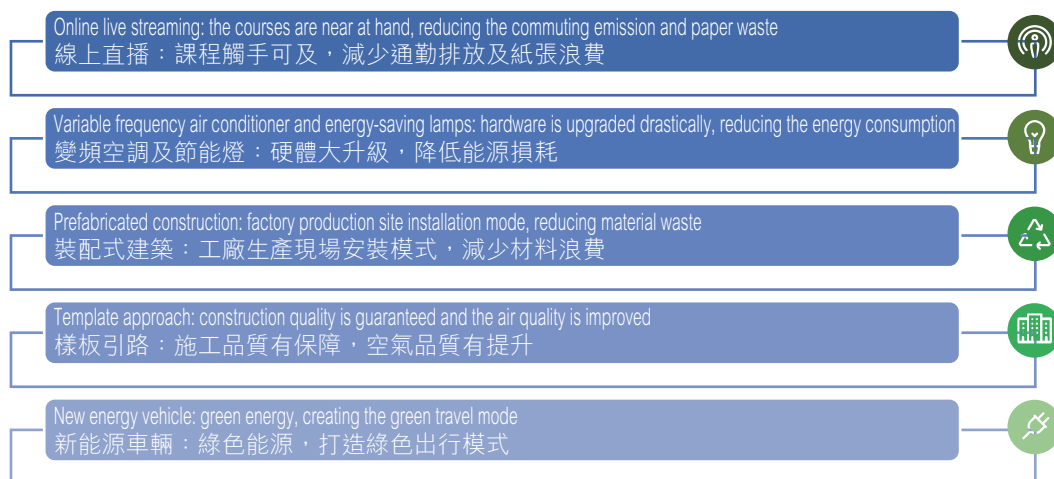 Online live streaming: the courses are near at hand, reducing the commuting emission and paper waste
線上直播：課程觸手可及，減少通勤排放及紙張浪費
Variable frequency air conditioner and energy-saving lamps: hardware is upgraded drastically, reducing the energy consumption
變頻空調及節能燈：硬體大升級，降低能源損耗
Prefabricated construction: factory production site installation mode, reducing material waste
裝配式建築：工廠生產現場安裝模式，減少材料浪費
Template approach: construction quality is guaranteed and the air quality is improved
樣板引路：施工品質有保障，空氣品質有提升
New energy vehicle: green energy, creating the green travel mode
新能源車輛：綠色能源，打造綠色出行模式